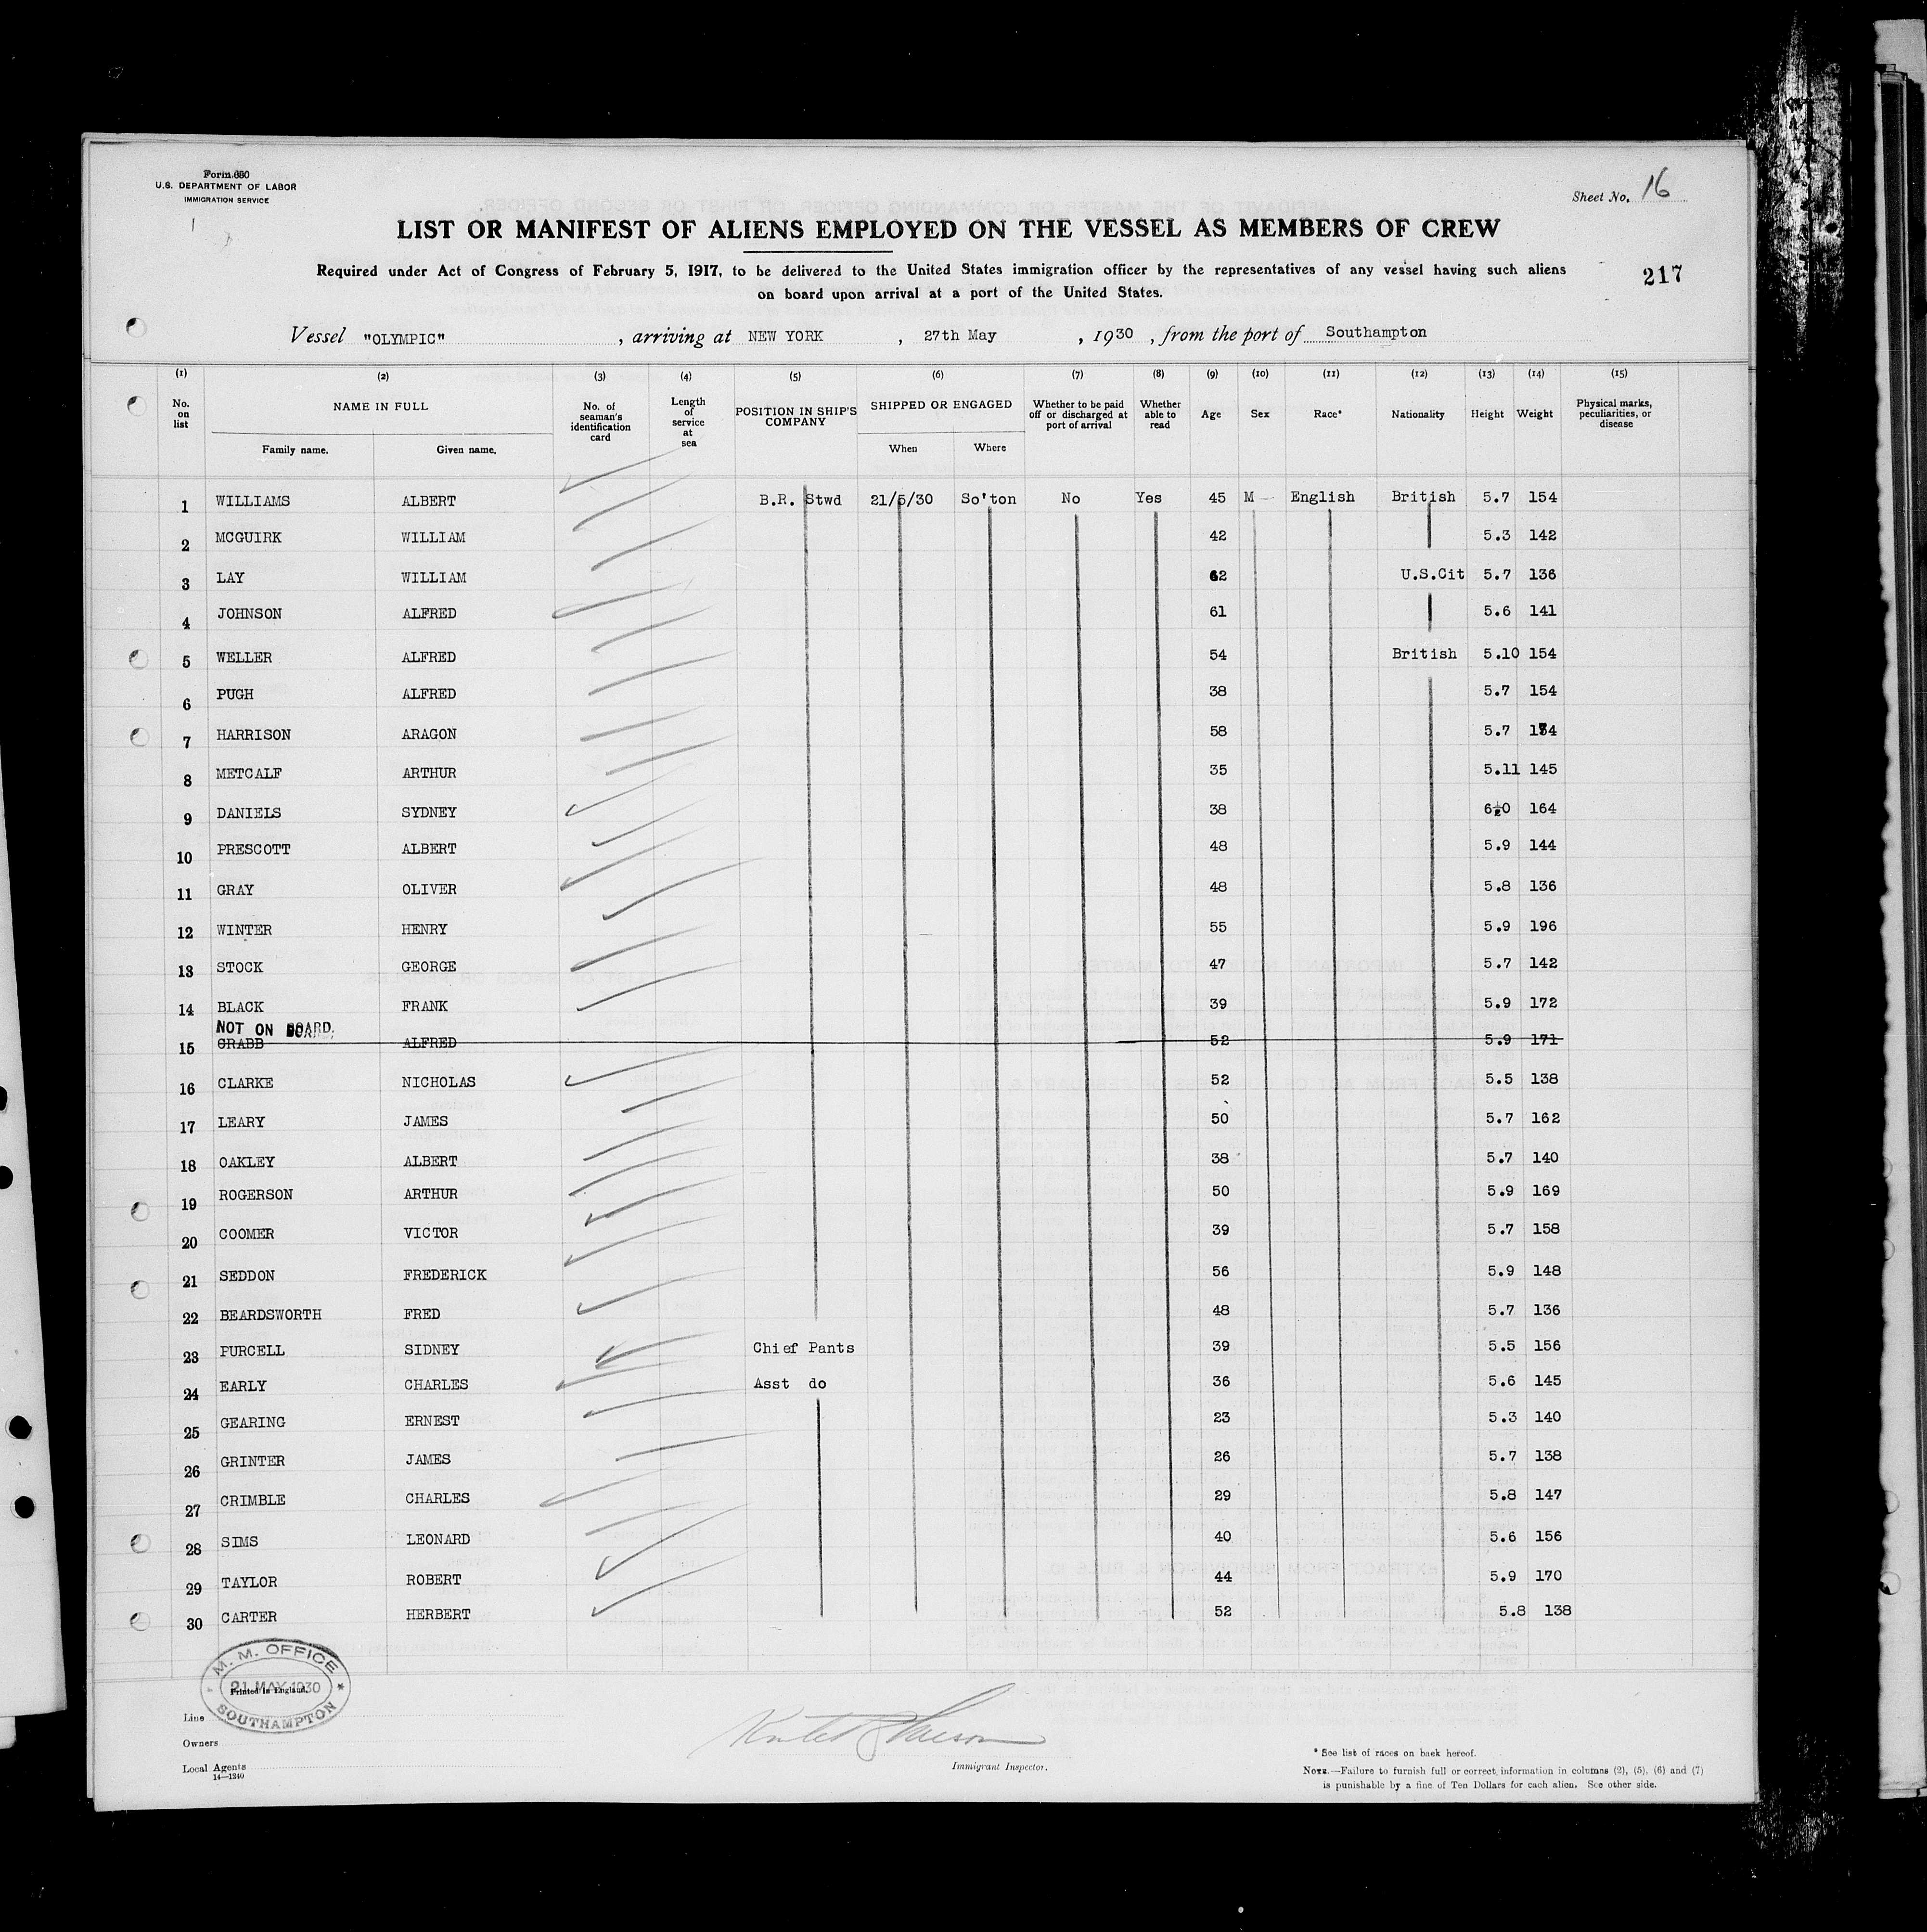 Form 680
U.S. DEPARTMENT OF LABOR
IMMIGRATION SERVICE
Sheet No. 16
LIST OR MANIFEST OF ALIENS EMPLOYED ON THE VESSEL AS MEMBERS OF CREW
Required under Act of Congress of February 5, 1917, to be delivered to the United States immigration officer by the representatives of any vessel having such aliens
on board upon arrival at a port of the United States.
217
Vessel "OLYMPIC", arriving at NEW YORK, 27th May, 1930, from the port of Southampton
(1) (2) (3) (4) (5) (6) (7) (8) (9) (10) (11) (12) (13) (14) (15)
No. on list NAME IN FULL No. of seaman's identification card Length of service at sea POSITION IN SHIP'S COMPANY SHIPPED OR ENGAGED Whether to be paid off or discharged at port of arrival Whether able to read Age Sex Race* Nationality Height Weight Physical marks, peculiarities, or disease
Family name. Given name. When Where
1 WILLIAMS ALBERT B.R. Stwd 21/5/30 So'ton No Yes 45 M English British 5.7 154
2 MCGUIRK WILLIAM 42 5.3 142
3 LAY WILLIAM 62 U.S.Cit 5.7 136
4 JOHNSON ALFRED 61 5.6 141
5 WELLER ALFRED 54 British 5.10 154
6 PUGH ALFRED 38 5.7 154
7 HARRISON ARAGON 58 5.7
8 METCALF ARTHUR 35 5.11 145
9 DANIELS SYDNEY 38 164
10 PRESCOTT ALBERT 48 5.9 144
11 GRAY OLIVER 48 5.8 136
12 WINTER HENRY 55 5.9 196
13 STOCK GEORGE 47 5.7 142
14 BLACK FRANK 39 5.9 172
NOT ON BOARD.
15 CRABB ALFRED 52 5.9 171
16 CLARKE NICHOLAS 52 5.5 138
17 LEARY JAMES 50 5.7 162
18 OAKLEY ALBERT 38 5.7 140
19 ROGERSON ARTHUR 50 5.9 169
20 COOMER VICTOR 39 5.7 158
21 SEDDON FREDERICK 56 5.9 148
22 BEARDSWORTH FRED 48 5.7 136
23 PURCELL SIDNEY Chief Pants 39 5.5 156
24 EARLY CHARLES Asst do 36 5.6 145
25 GEARING ERNEST 23 5.3 140
26 GRINTER JAMES 26 5.7 138
27 CRIMBLE CHARLES 29 5.8 147
28 SIMS LEONARD 40 5.6 156
29 TAYLOR ROBERT 44 5.9 170
30 CARTER HERBERT 52 5.8 138
M. M. OFFICE
21 MAY 1930
SOUTHAMPTON
Printed in England.
Line
Owners
Local Agents
14—1240
Immigrant Inspector.
* See list of races on back hereof.
NOTE.—Failure to furnish full or correct information in columns (2), (5), (6) and (7)
is punishable by a fine of Ten Dollars for each alien. See other side.